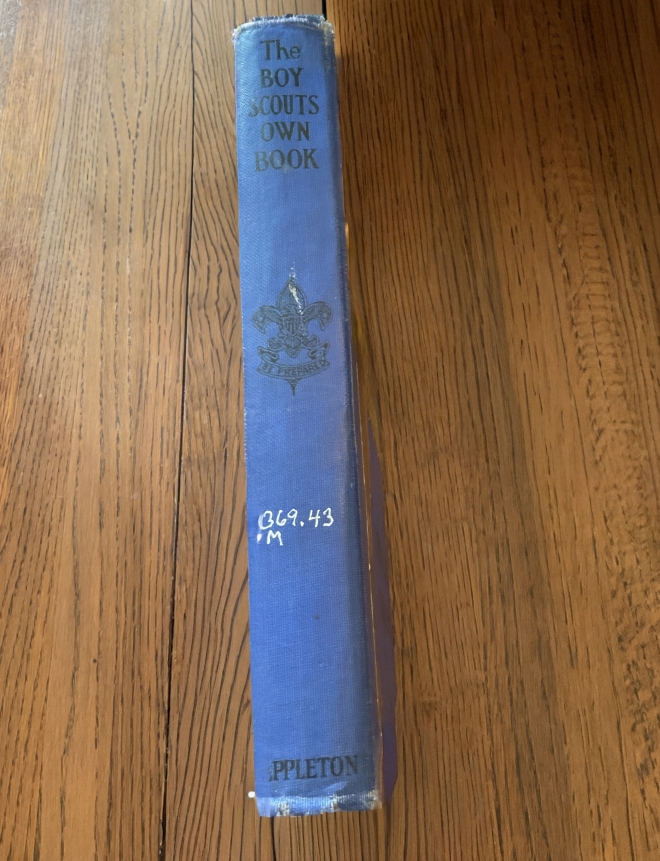 The
BOY
SCOUTS
OWN
BOOK
BE PREPARED
369.43
M
PPLETON